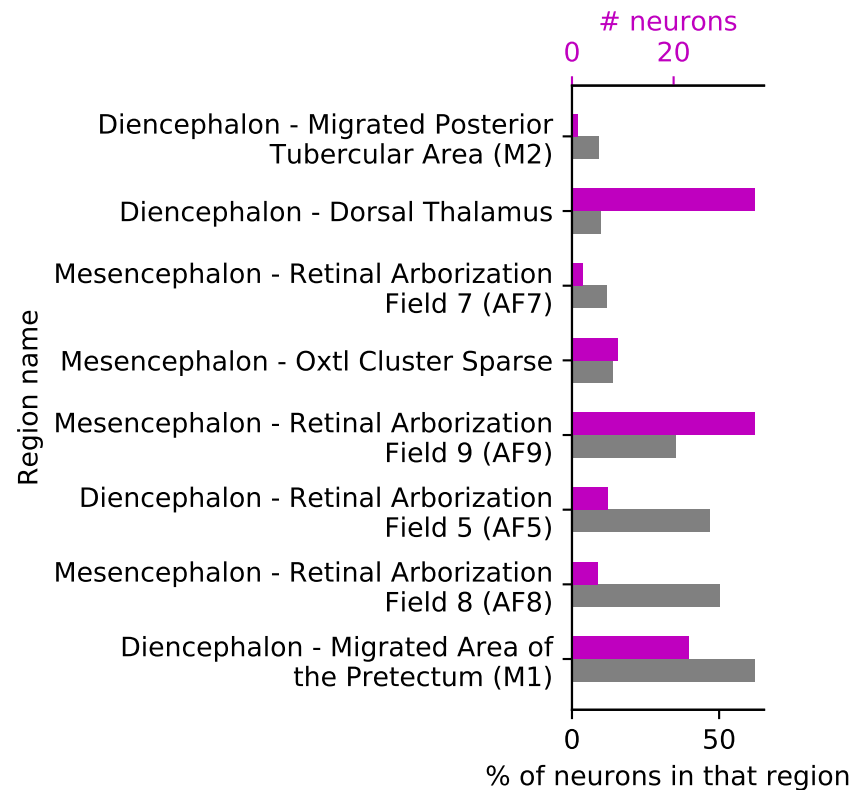 # neurons
0 20
Diencephalon - Migrated Posterior
Tubercular Area (M2)
Diencephalon - Dorsal Thalamus
Mesencephalon - Retinal Arborization
Field 7 (AF7)
Mesencephalon - Oxtl Cluster Sparse
Mesencephalon - Retinal Arborization
Field 9 (AF9)
Diencephalon - Retinal Arborization
Field 5 (AF5)
Mesencephalon - Retinal Arborization
Field 8 (AF8)
Diencephalon - Migrated Area of
the Pretectum (M1)
Region name
0 50
% of neurons in that region